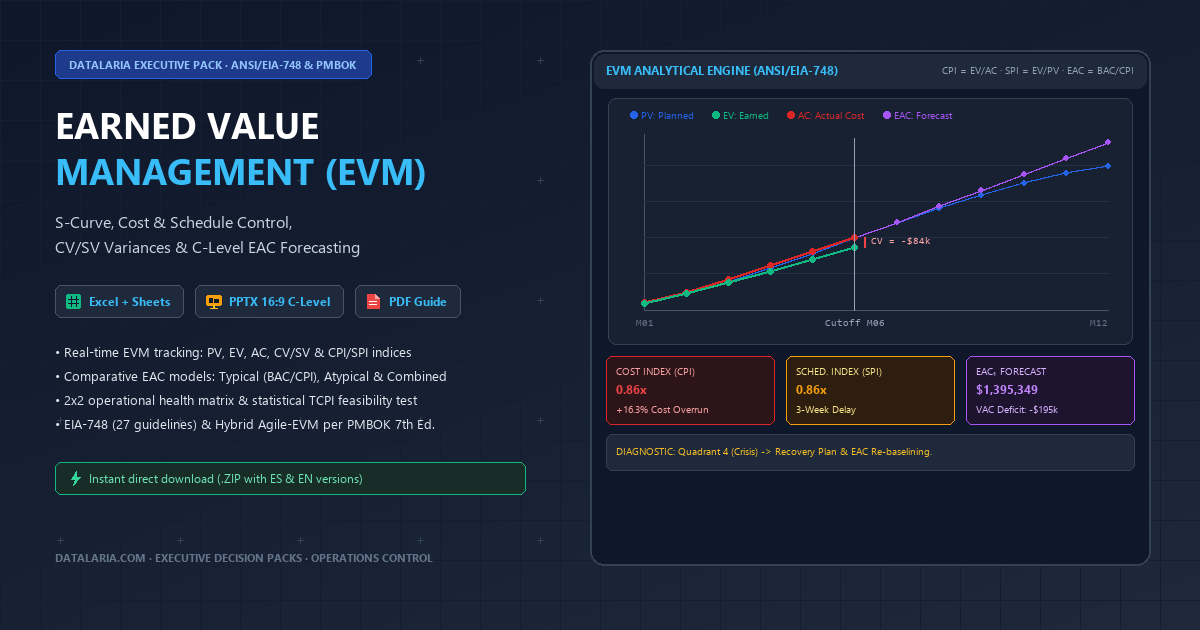 DATALARIA EXECUTIVE PACK · ANSI/EIA-748 & PMBOK
EARNED VALUE
MANAGEMENT (EVM)
S-Curve, Cost & Schedule Control,
CV/SV Variances & C-Level EAC Forecasting
Excel + Sheets
PPTX 16:9 C-Level
PDF Guide
• Real-time EVM tracking: PV, EV, AC, CV/SV & CPI/SPI indices
• Comparative EAC models: Typical (BAC/CPI), Atypical & Combined
• 2x2 operational health matrix & statistical TCPI feasibility test
• EIA-748 (27 guidelines) & Hybrid Agile-EVM per PMBOK 7th Ed.
Instant direct download (.ZIP with ES & EN versions)
DATALARIA.COM · EXECUTIVE DECISION PACKS · OPERATIONS CONTROL
EVM ANALYTICAL ENGINE (ANSI/EIA-748)
CPI = EV/AC · SPI = EV/PV · EAC = BAC/CPI
PV: Planned
EV: Earned
AC: Actual Cost
EAC: Forecast
CV = -$84k
M01
Cutoff M06
M12
COST INDEX (CPI)
0.86x
+16.3% Cost Overrun
SCHED. INDEX (SPI)
0.86x
3-Week Delay
EAC₁ FORECAST
$1,395,349
VAC Deficit: -$195k
DIAGNOSTIC: Quadrant 4 (Crisis) -> Recovery Plan & EAC Re-baselining.